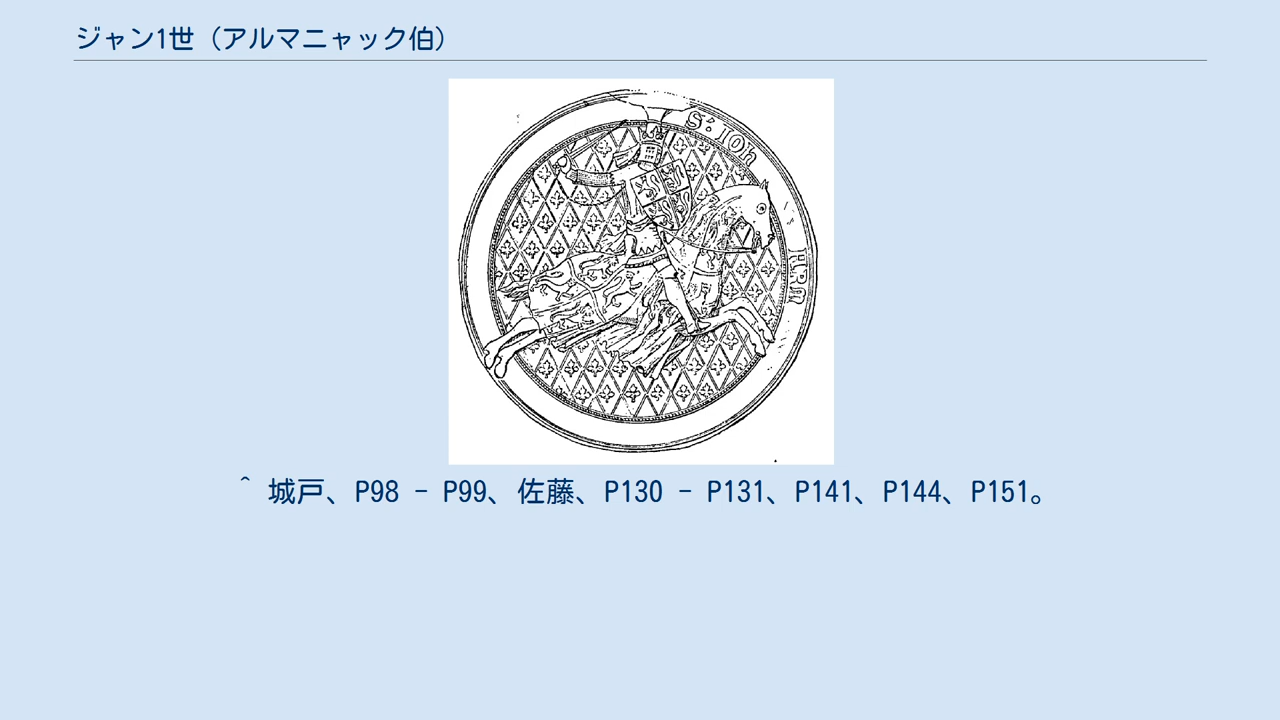 ジャン1世（アルマニャック伯）
S:IOh
^ 城戸、P98 - P99、佐藤、P130 - P131、P141、P144、P151。